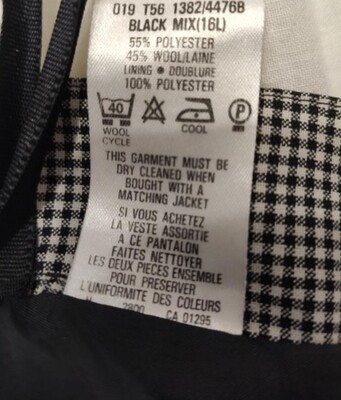 019 T56 1382/4476B
BLACK MIX(16L)
55% POLYESTER
45% WOOL/LAINE
LINING ● DOUBLURE
100% POLYESTER
40 P
WOOL COOL
CYCLE
THIS GARMENT MUST BE
DRY CLEANED WHEN
BOUGHT WITH A
MATCHING JACKET
SI VOUS ACHETEZ
LA VESTE ASSORTIE
A CE PANTALON
FAITES NETTOYER
LES DEUX PIECES ENSEMBLE
POUR PRESERVER
L'UNIFORMITE DES COULEURS
3800 CA 01295